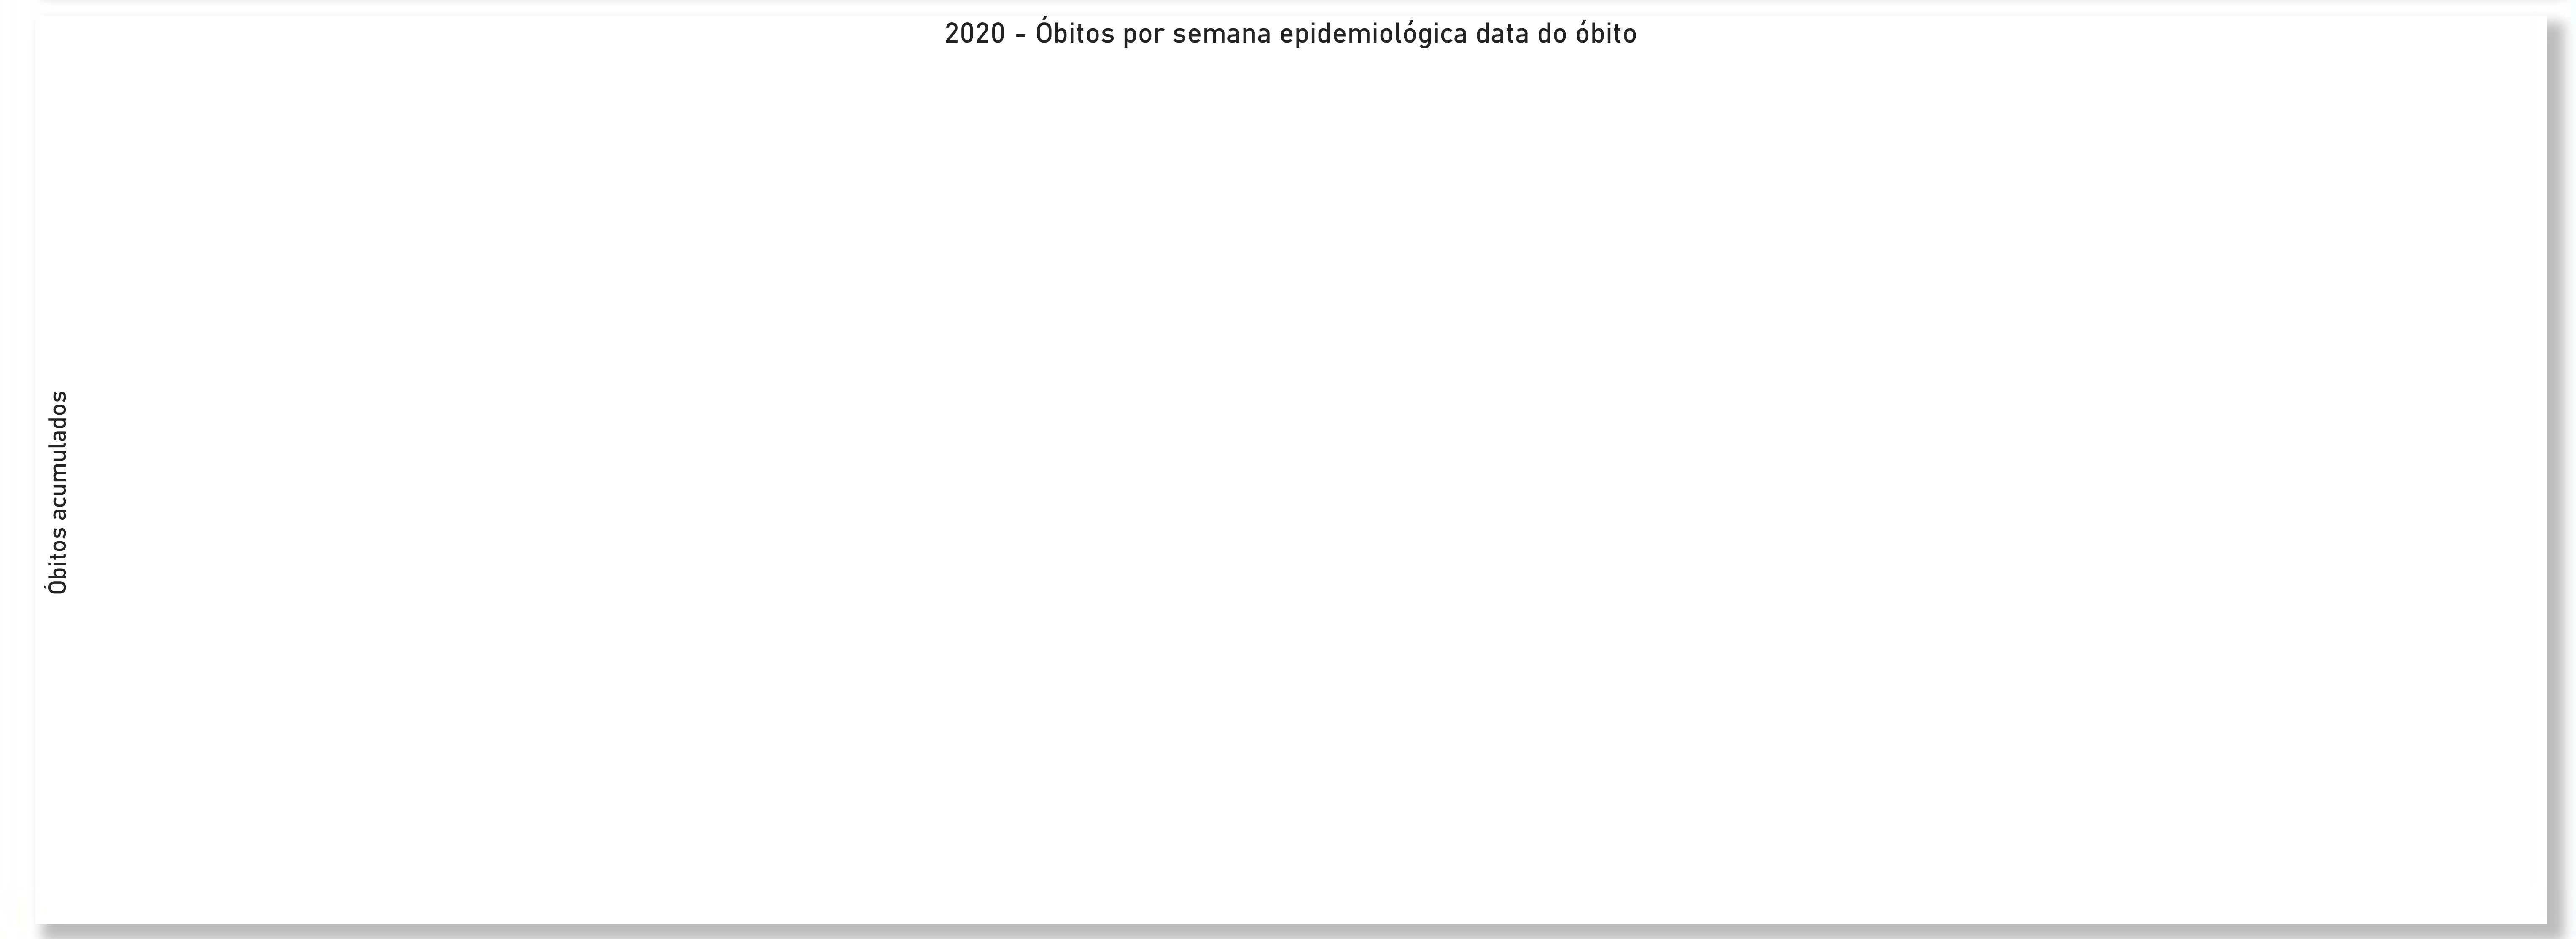 2020 - Óbitos por semana epidemiológica data do óbito
Óbitos acumulados